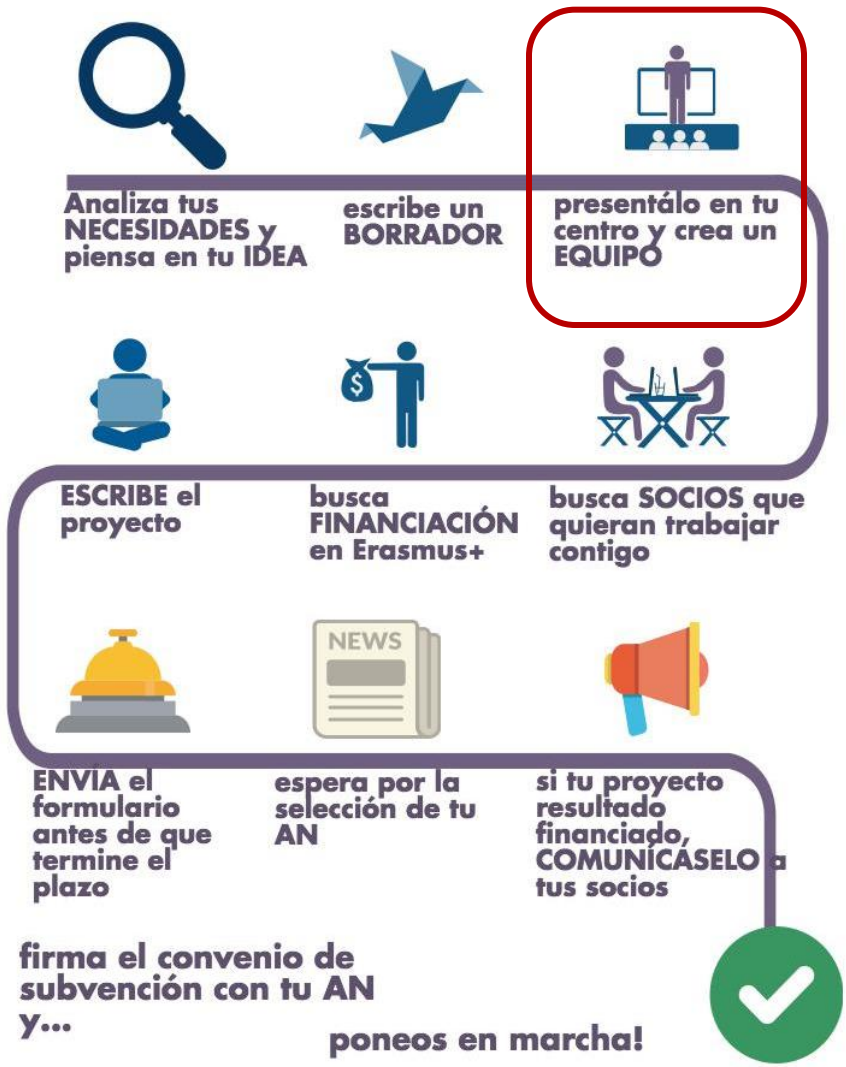 Analiza tus
NECESIDADES y
piensa en tu IDEA
escribe un
BORRADOR
presentálo en tu
centro y crea un
EQUIPO
$
busca SOCIOS que
quieran trabajar
contigo
busca
FINANCIACIÓN
en Erasmus+
ESCRIBE el
proyecto
ENVÍA el
formulario
antes de que
termine el
plazo
NEWS
espera por la
selección de tu
AN
si tu proyecto
resultado
financiado,
COMUNÍCÁSELO a
tus socios
firma el convenio de
subvención con tu AN
y...
poneos en marcha!